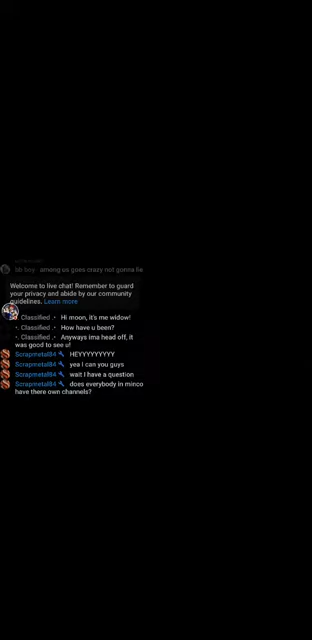 bb boy among us goes crazy not gonna lie
Welcome to live chat! Remember to guard
your privacy and abide by our community
guidelines. Learn more
Classified Hi moon, it's me widow!
Classified How have u been?
Classified Anyways ima head off, it
was good to see u!
Scrapmetal84 HEYYYYYYYYY
Scrapmetal84 yea I can you guys
Scrapmetal84 wait I have a question
Scrapmetal84 does everybody in minco
have there own channels?